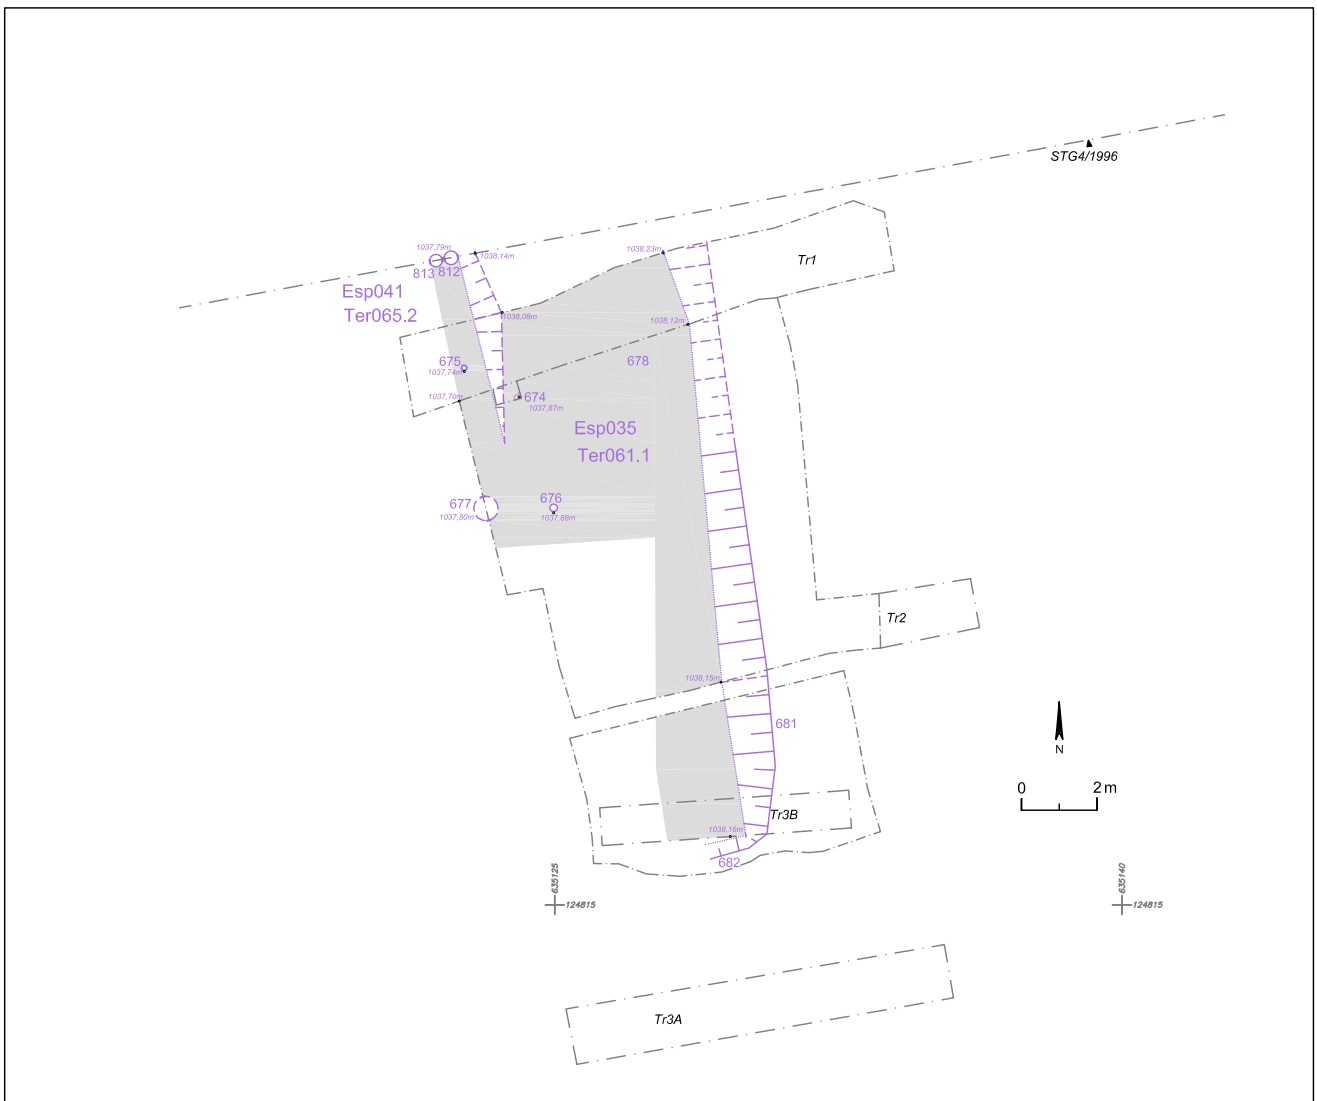 STG4/1996
1037,79m
1038,14m
1038,23m
Tr1
813
812
Esp041
Ter065.2
1038,08m
1038,12m
675
1037,74m
678
1037,70m
674
1037,87m
Esp035
Ter061.1
677
1037,80m
676
1037,88m
Tr2
1038,15m
681
N
0
2 m
Tr3B
1038,16m
682
635125
124815
635140
124815
Tr3A